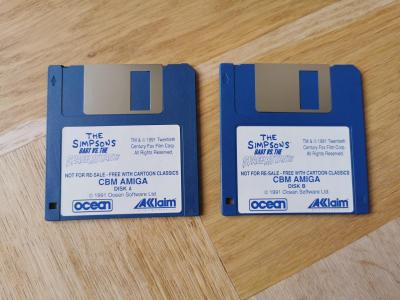 THE
SIMPSONS
BART VS. THE
SPACE MUTANTS
TM & © 1991 Twentieth
Century Fox Film Corp.
All Rights Reserved.
NOT FOR RE-SALE - FREE WITH CARTOON CLASSICS
CBM AMIGA
DISK A
© 1991 Ocean Software Ltd
ocean
AKlaim
THE
SIMPSONS
BART VS. THE
SPACE MUTANTS
TM & © 1991 Twentieth
Century Fox Film Corp.
All Rights Reserved.
NOT FOR RE-SALE - FREE WITH CARTOON CLASSICS
CBM AMIGA
DISK B
© 1991 Ocean Software Ltd.
ocean
AKlaim